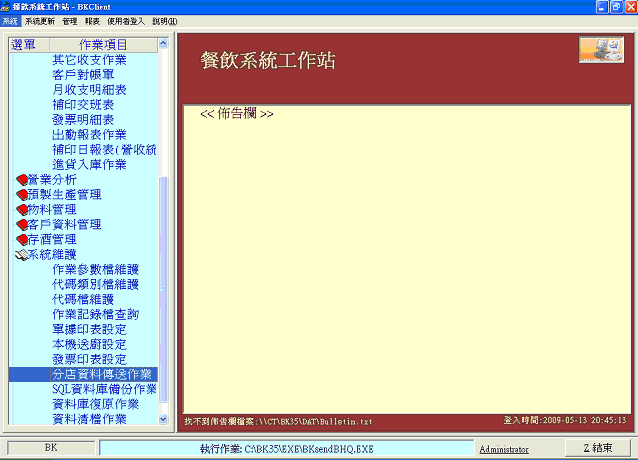 餐飲系統工作站 - BKClient
系統 系統更新 管理 報表 使用者登入 說明(H)
選單 作業項目
其它收支作業
客戶對帳單
月收支明細表
補印交班表
發票明細表
出勤報表作業
補印日報表(營收統
進貨入庫作業
營業分析
預製生產管理
物料管理
客戶資料管理
存酒管理
系統維護
作業參數檔維護
代碼類別檔維護
代碼檔維護
作業記錄檔查詢
單據印表設定
本機送廚設定
發票印表設定
分店資料傳送作業
SQL資料庫備份作業
資料庫復原作業
資料清檔作業
餐飲系統工作站
<< 佈告欄 >>
找不到佈告欄檔案:\\CT\BK35\DAT\Bulletin.txt
登入時間:2009-05-13 20:45:13
BK
執行作業: C:\BK35\EXE\BKsendBHQ.EXE
Administrator
Z 結束